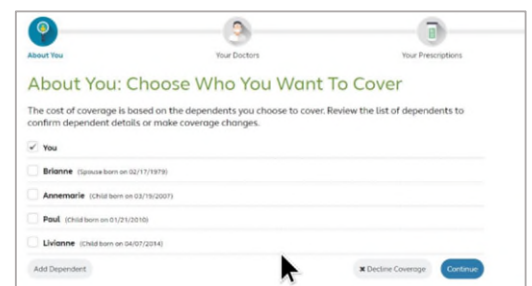 About You
Your Doctors
Your Prescriptions
About You: Choose Who You Want To Cover
The cost of coverage is based on the dependents you choose to cover. Review the list of dependents to
confirm dependent details or make coverage changes.
You
Brianne (Spouse born on 02/17/1979)
Annemarie (Child born on 03/19/2007)
Paul (Child born on 01/21/2010)
Livianne (Child born on 04/07/2014)
Add Dependent
✖ Decline Coverage
Continue